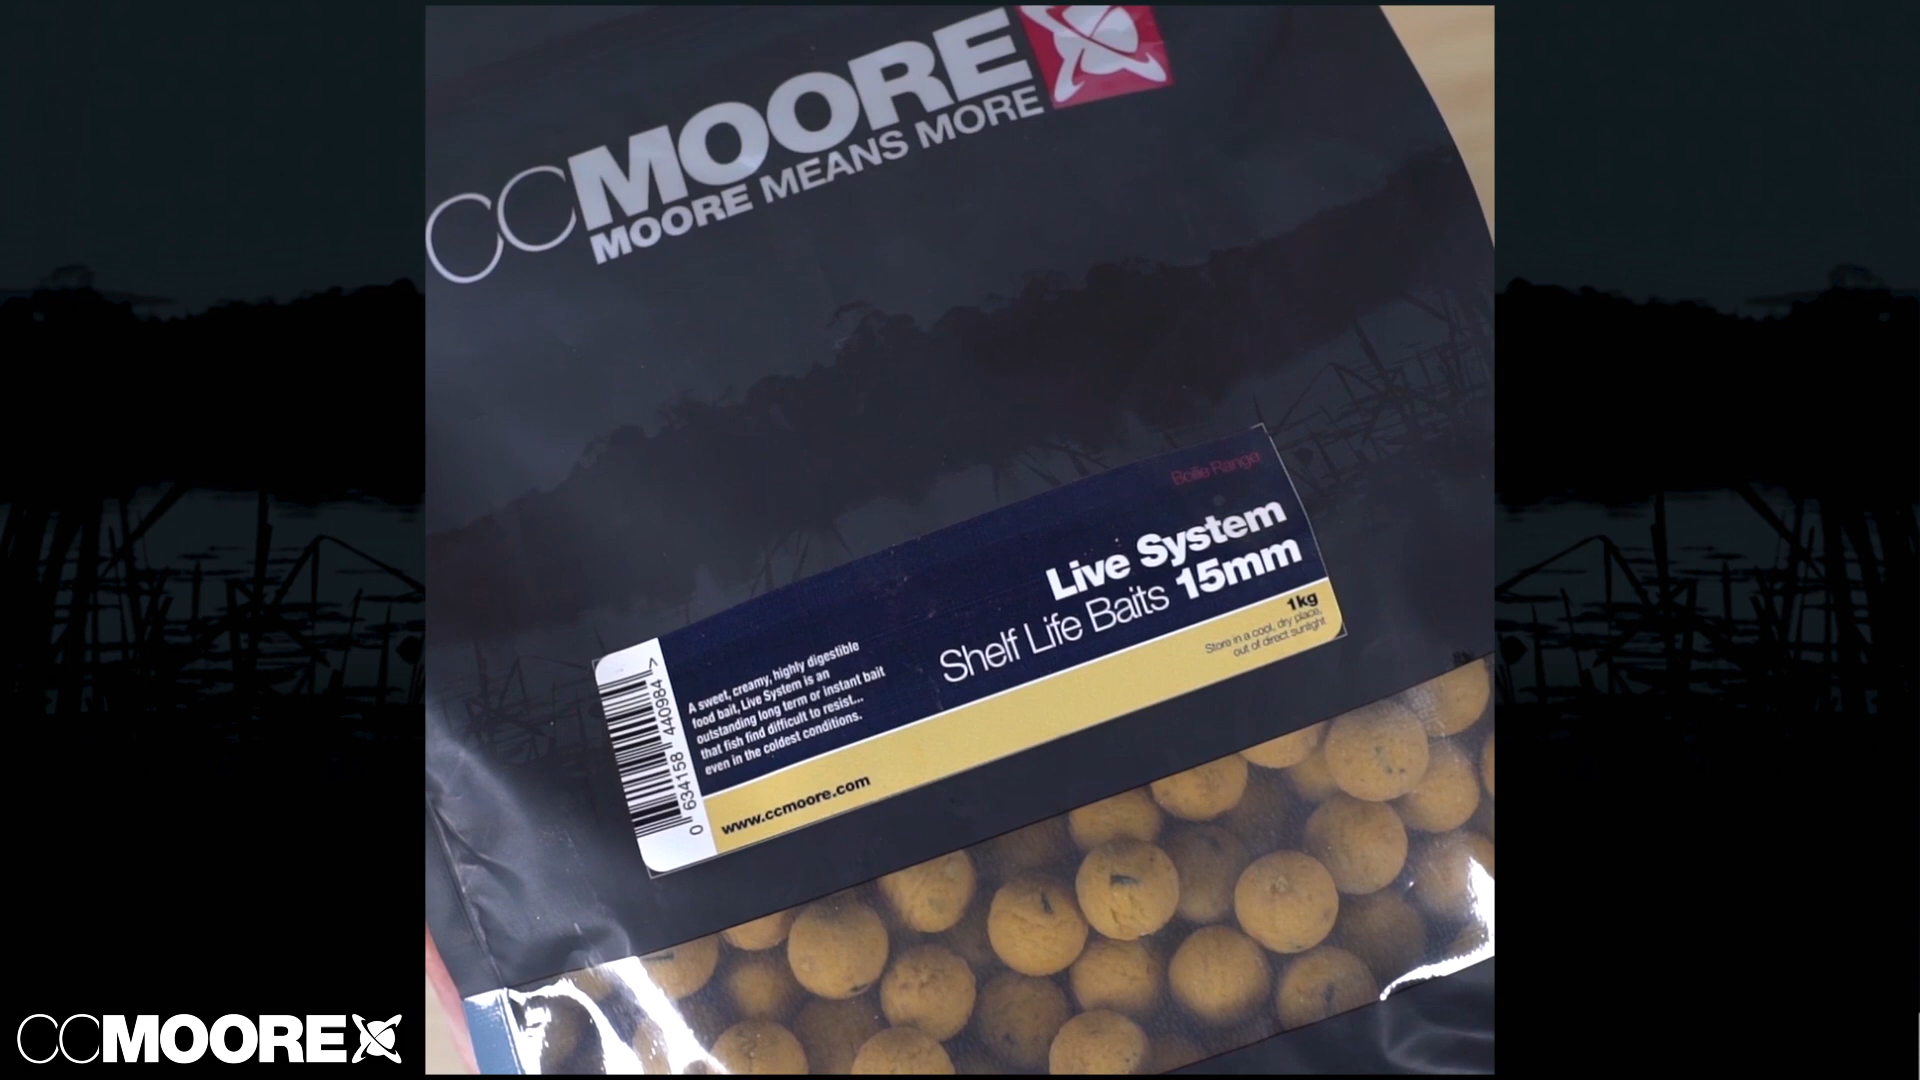 CCMOORE
MOORE MEANS MORE
Boilie Range
Live System
Shelf Life Baits 15mm
1kg
Store in a cool, dry place,
out of direct sunlight
A sweet, creamy, highly digestible
food bait, Live System is an
outstanding long term or instant bait
that fish find difficult to resist...
even in the coldest conditions.
www.ccmoore.com
0 634158 440984 >
CCMOORE